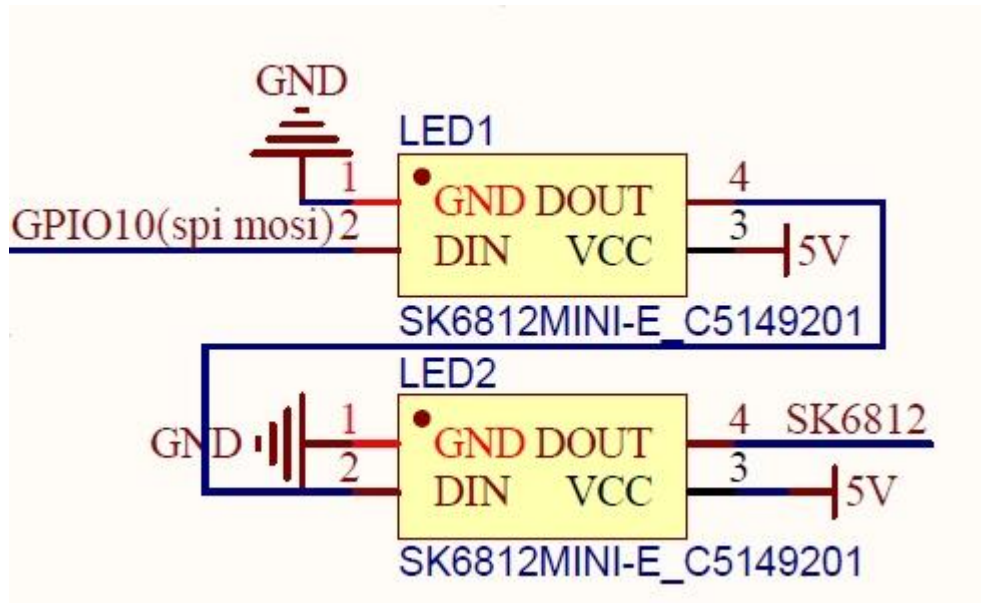 GND
LED1
1 GND DOUT 4
GPIO10(spi mosi) 2 DIN VCC 3 5V
SK6812MINI-E_C5149201
LED2
GND 1 GND DOUT 4 SK6812
2 DIN VCC 3 5V
SK6812MINI-E_C5149201